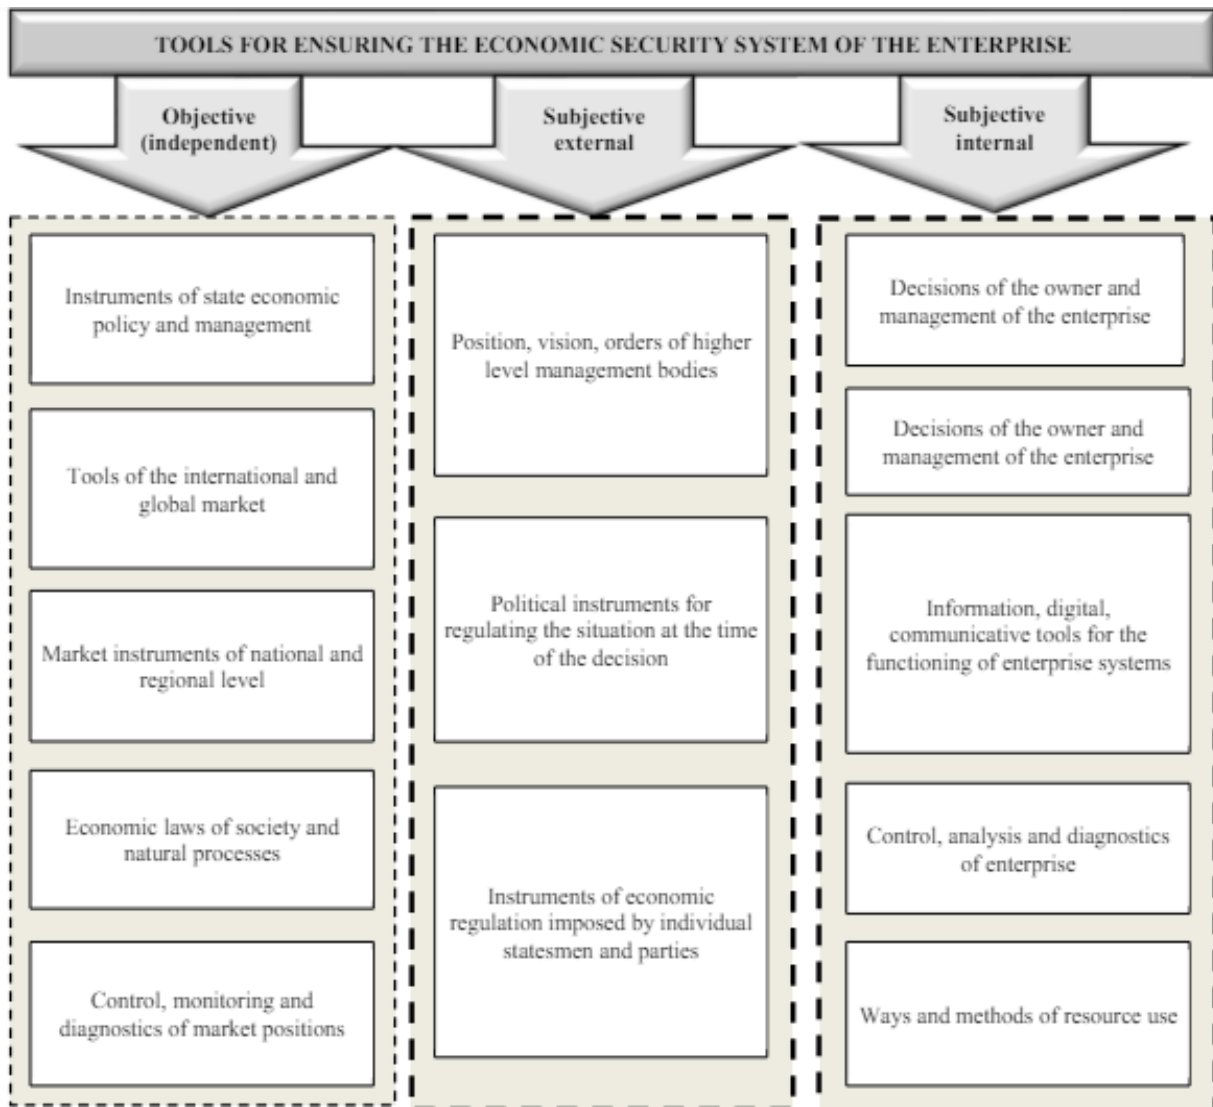 TOOLS FOR ENSURING THE ECONOMIC SECURITY SYSTEM OF THE ENTERPRISE
Objective
(independent)
Instruments of state economic
policy and management
Tools of the international and
global market
Market instruments of national and
regional level
Economic laws of society and
natural processes
Control, monitoring and
diagnostics of market positions
Subjective
external
Position, vision, orders of higher
level management bodies
Political instruments for
regulating the situation at the time
of the decision
Instruments of economic
regulation imposed by individual
statesmen and parties
Subjective
internal
Decisions of the owner and
management of the enterprise
Decisions of the owner and
management of the enterprise
Information, digital,
communicative tools for the
functioning of enterprise systems
Control, analysis and diagnostics
of enterprise
Ways and methods of resource use